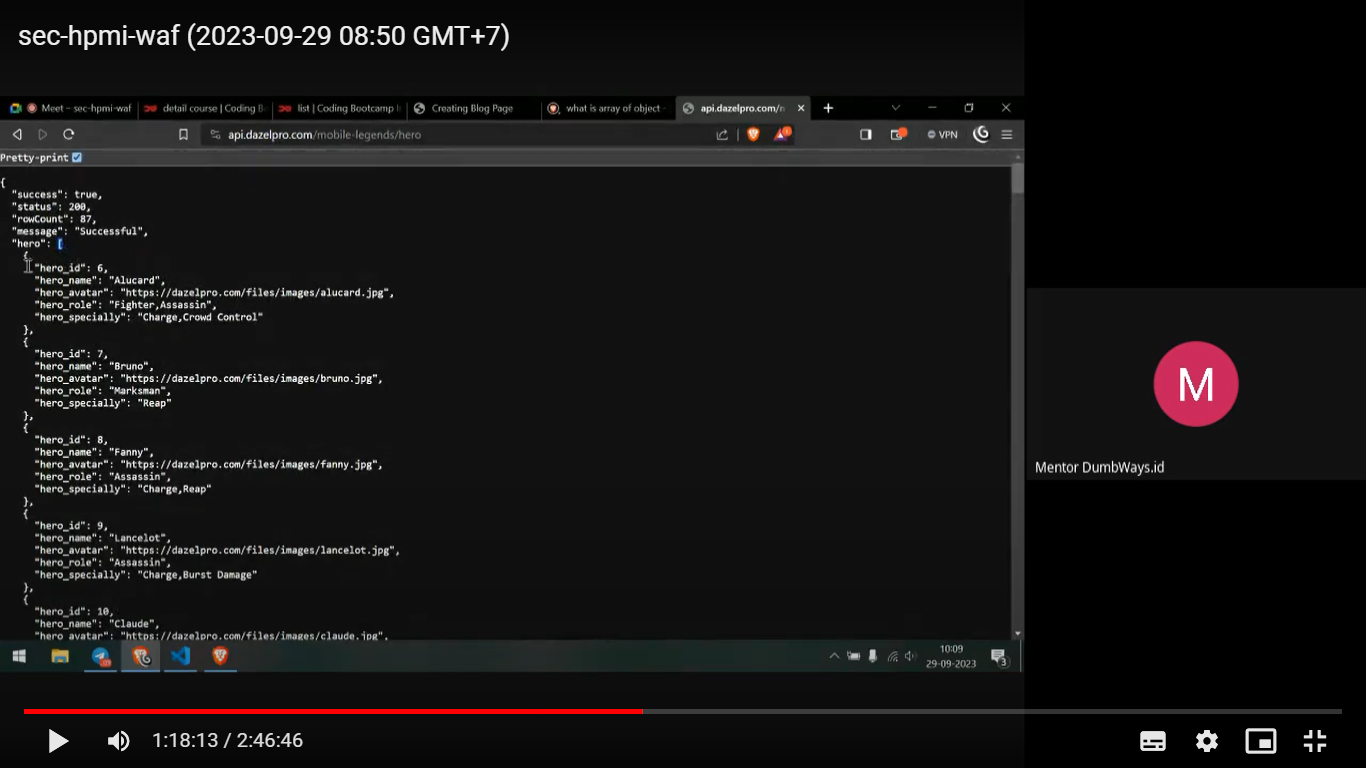 sec-hpmi-waf (2023-09-29 08:50 GMT+7)
Meet – sec-hpmi-waf
detail course | Coding B
list | Coding Bootcamp I
Creating Blog Page
what is array of object
api.dazelpro.com/m
api.dazelpro.com/mobile-legends/hero
VPN
Pretty-print
{
"success": true,
"status": 200,
"rowCount": 87,
"message": "Successful",
"hero": [
{
"hero_id": 6,
"hero_name": "Alucard",
"hero_avatar": "https://dazelpro.com/files/images/alucard.jpg",
"hero_role": "Fighter,Assassin",
"hero_specially": "Charge,Crowd Control"
},
{
"hero_id": 7,
"hero_name": "Bruno",
"hero_avatar": "https://dazelpro.com/files/images/bruno.jpg",
"hero_role": "Marksman",
"hero_specially": "Reap"
},
{
"hero_id": 8,
"hero_name": "Fanny",
"hero_avatar": "https://dazelpro.com/files/images/fanny.jpg",
"hero_role": "Assassin",
"hero_specially": "Charge,Reap"
},
{
"hero_id": 9,
"hero_name": "Lancelot",
"hero_avatar": "https://dazelpro.com/files/images/lancelot.jpg",
"hero_role": "Assassin",
"hero_specially": "Charge,Burst Damage"
},
{
"hero_id": 10,
"hero_name": "Claude",
"hero_avatar": "https://dazelpro.com/files/images/claude.jpg",
M
Mentor DumbWays.id
10:09
29-09-2023
3
1:18:13 / 2:46:46